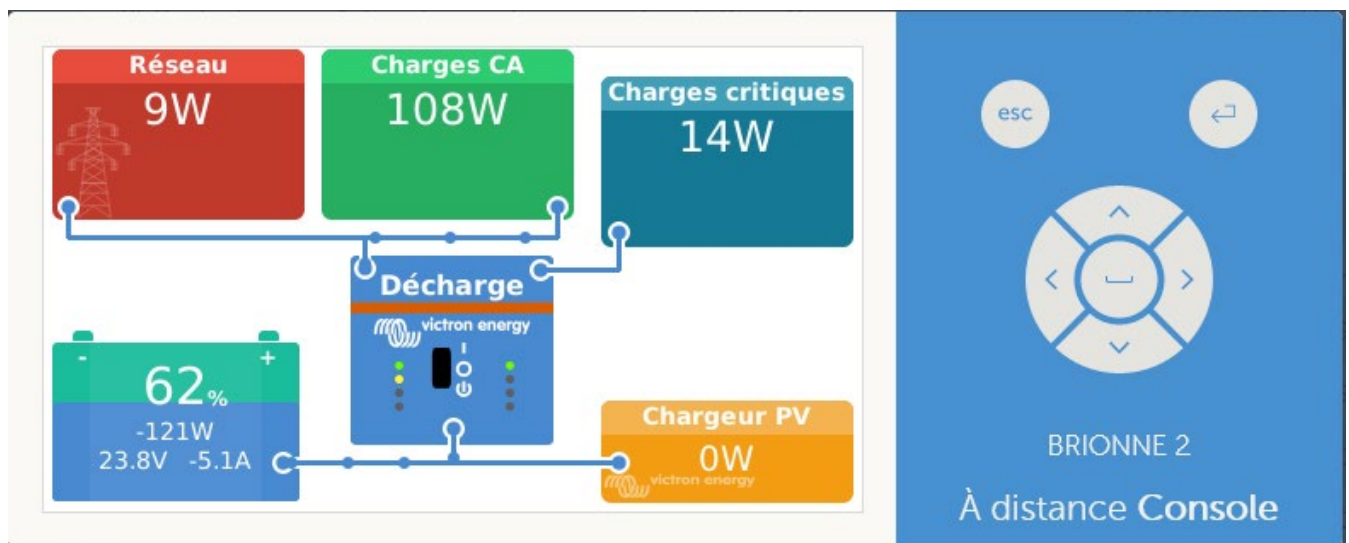 Réseau
9W
Charges CA
108W
Charges critiques
14W
Décharge
victron energy
- +
62%
-121W
23.8V -5.1A
Chargeur PV
0W
victron energy
esc
BRIONNE 2
À distance Console